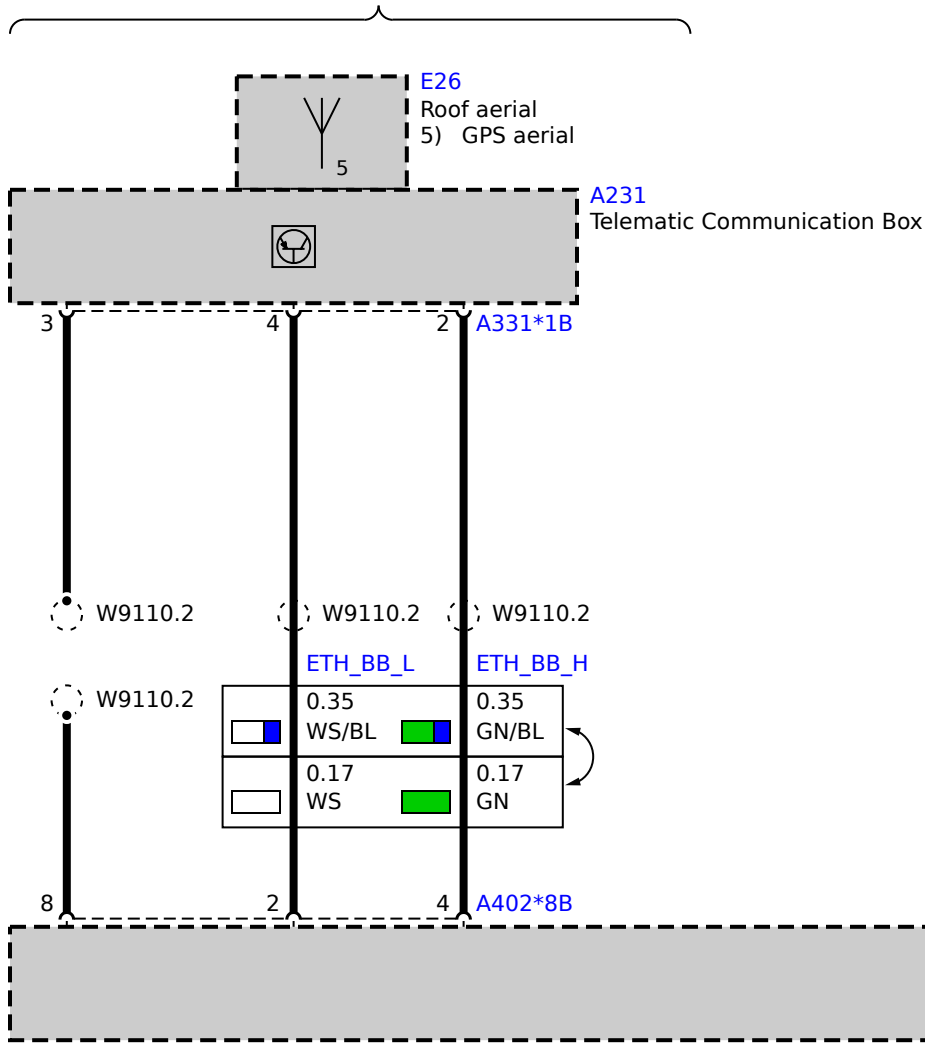 E26
Roof aerial
5) GPS aerial
5
A231
Telematic Communication Box
3 4 2 A331*1B
W9110.2 W9110.2 W9110.2
ETH_BB_L ETH_BB_H
W9110.2
0.35 0.35
WS/BL GN/BL
0.17 0.17
WS GN
8 2 4 A402*8B